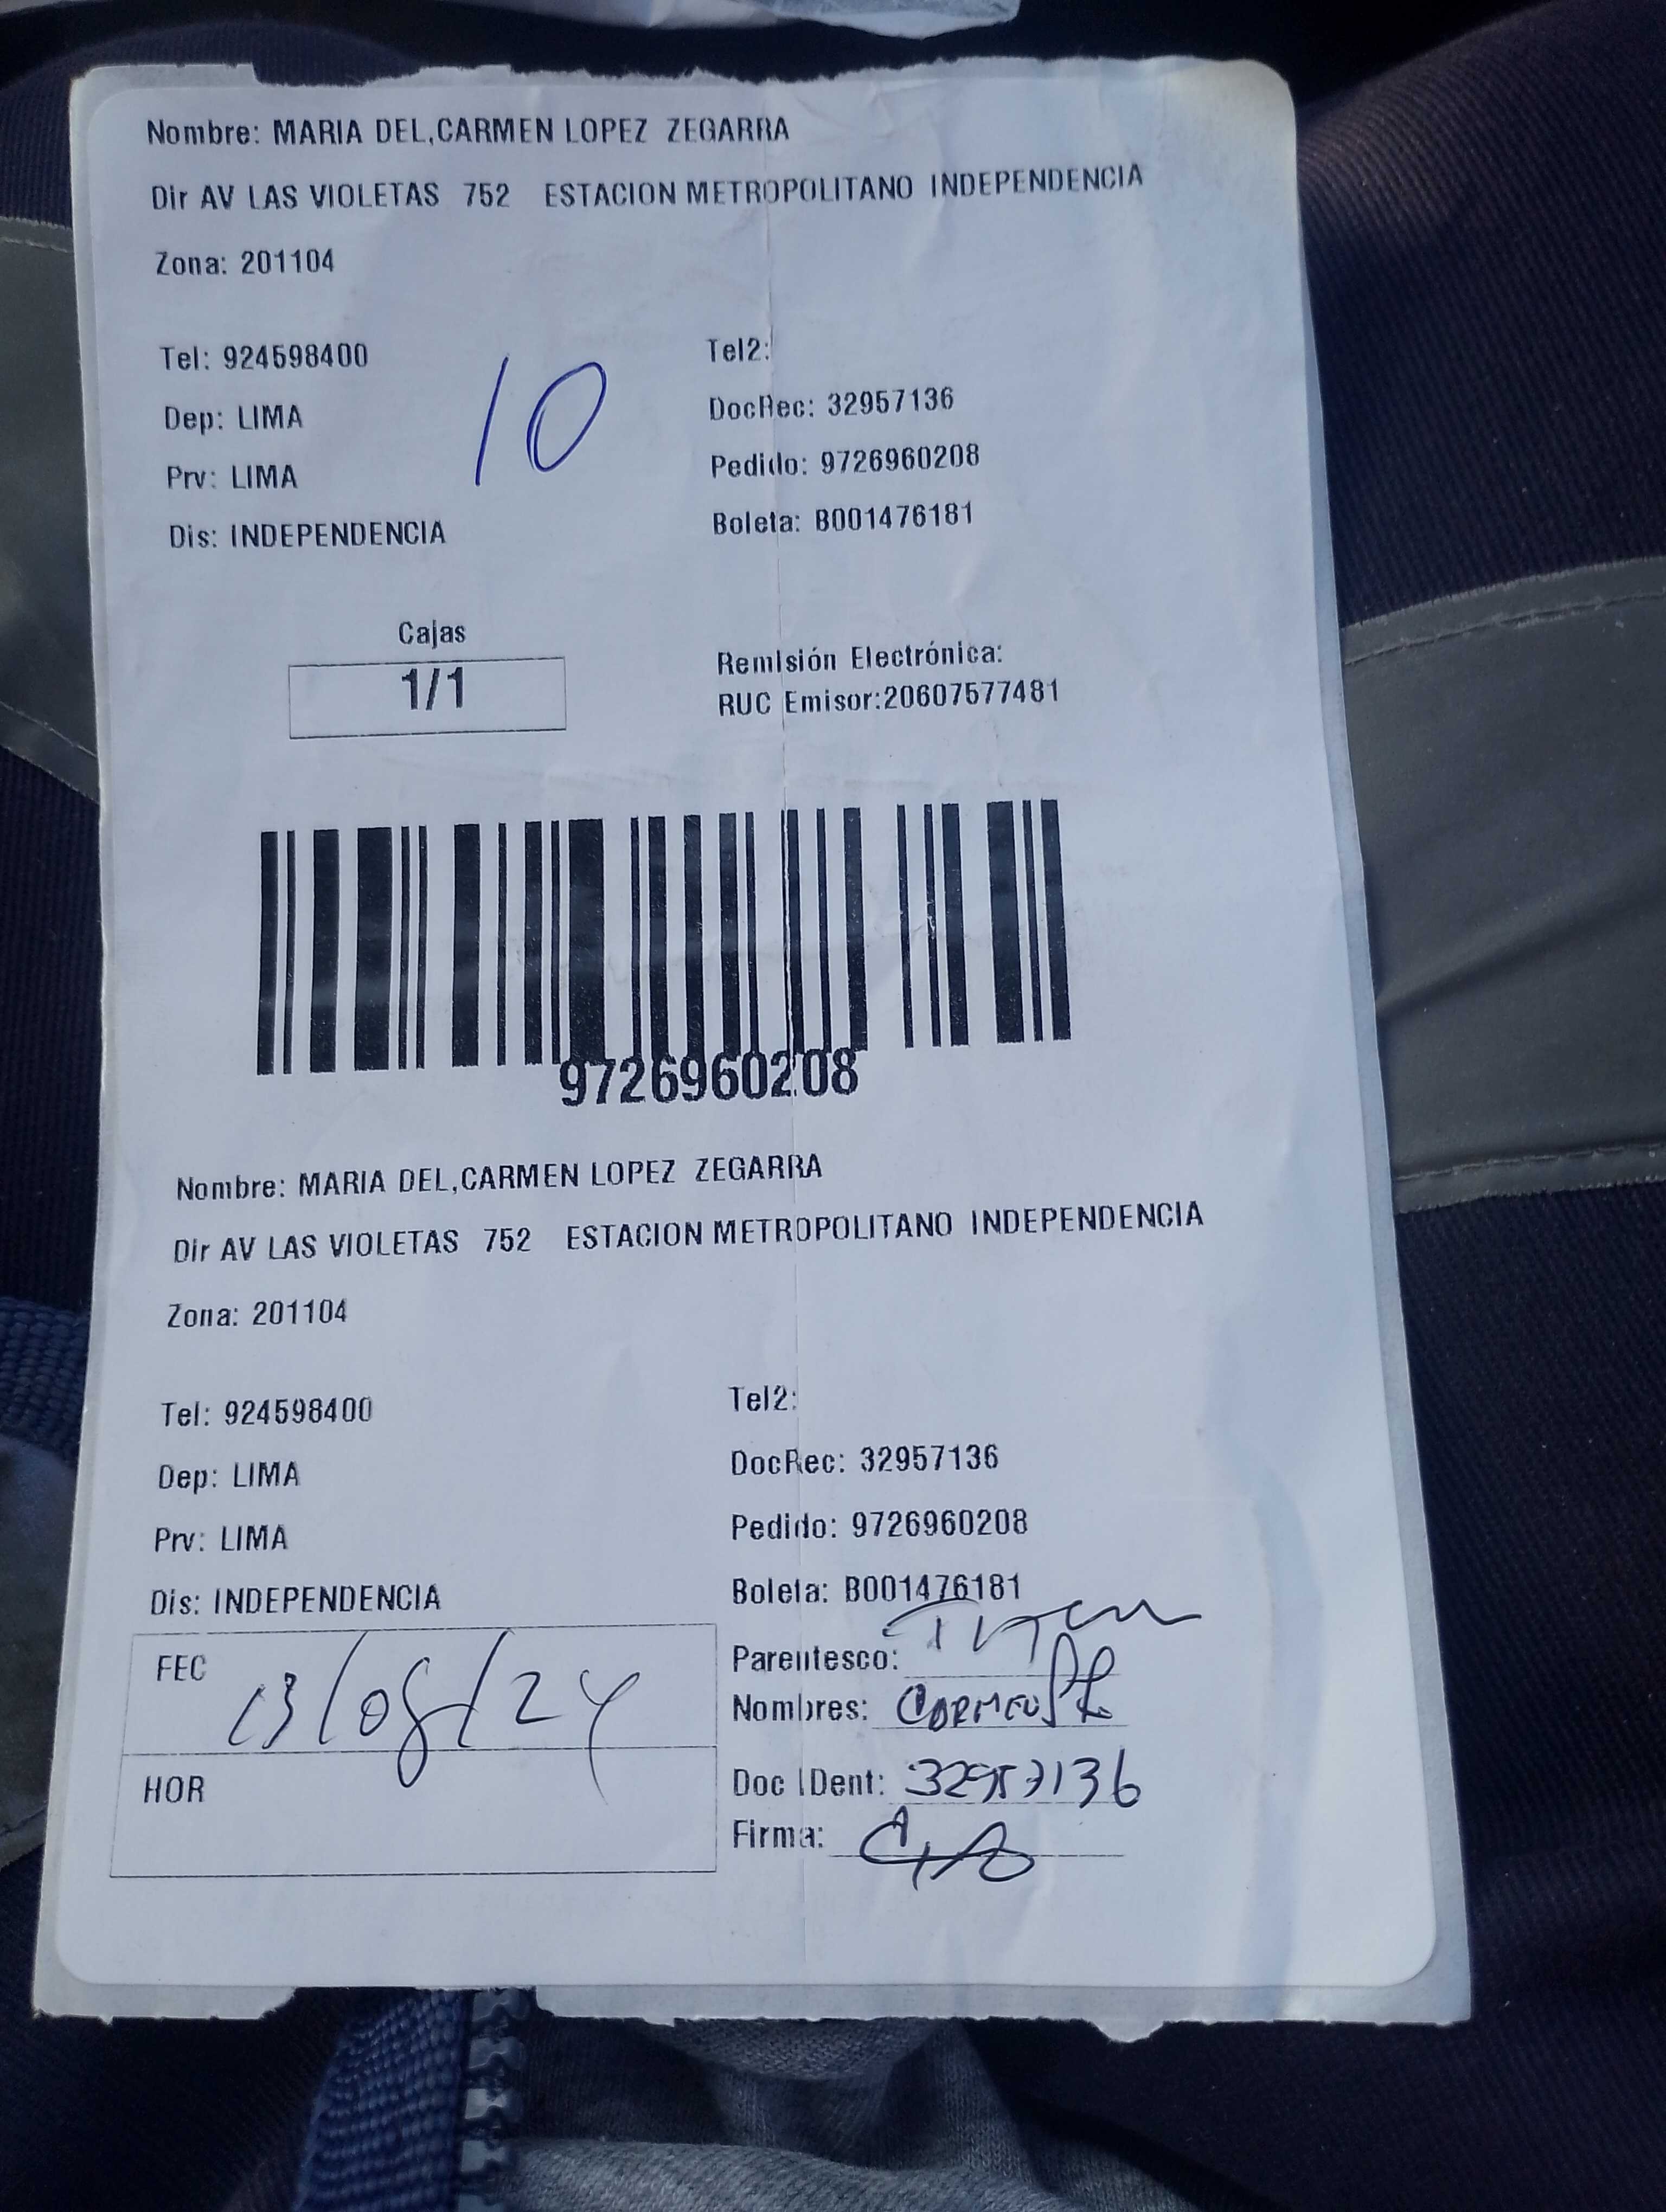 Nombre: MARIA DEL,CARMEN LOPEZ ZEGARRA
Dir AV LAS VIOLETAS 752 ESTACION METROPOLITANO INDEPENDENCIA
Zona: 201104
Tel: 924598400 Tel2:
10
Dep: LIMA DocRec: 32957136
Prv: LIMA Pedido: 9726960208
Dis: INDEPENDENCIA Boleta: B001476181
Cajas
1/1
Remisión Electrónica:
RUC Emisor:20607577481
9726960208
Nombre: MARIA DEL,CARMEN LOPEZ ZEGARRA
Dir AV LAS VIOLETAS 752 ESTACION METROPOLITANO INDEPENDENCIA
Zona: 201104
Tel: 924598400 Tel2:
Dep: LIMA DocRec: 32957136
Prv: LIMA Pedido: 9726960208
Dis: INDEPENDENCIA Boleta: B001476181
FEC 13/08/24
HOR
Parentesco:
Nombres: CARMEN
Doc IDent: 32957136
Firma: